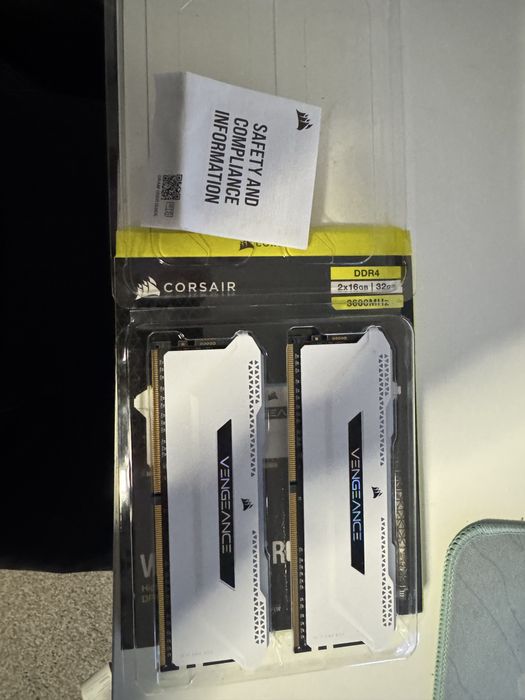 SAFETY AND
COMPLIANCE
INFORMATION
CORSAIR
DDR4
2x16GB | 32GB
3600MHz
VENGEANCE
VENGEANCE